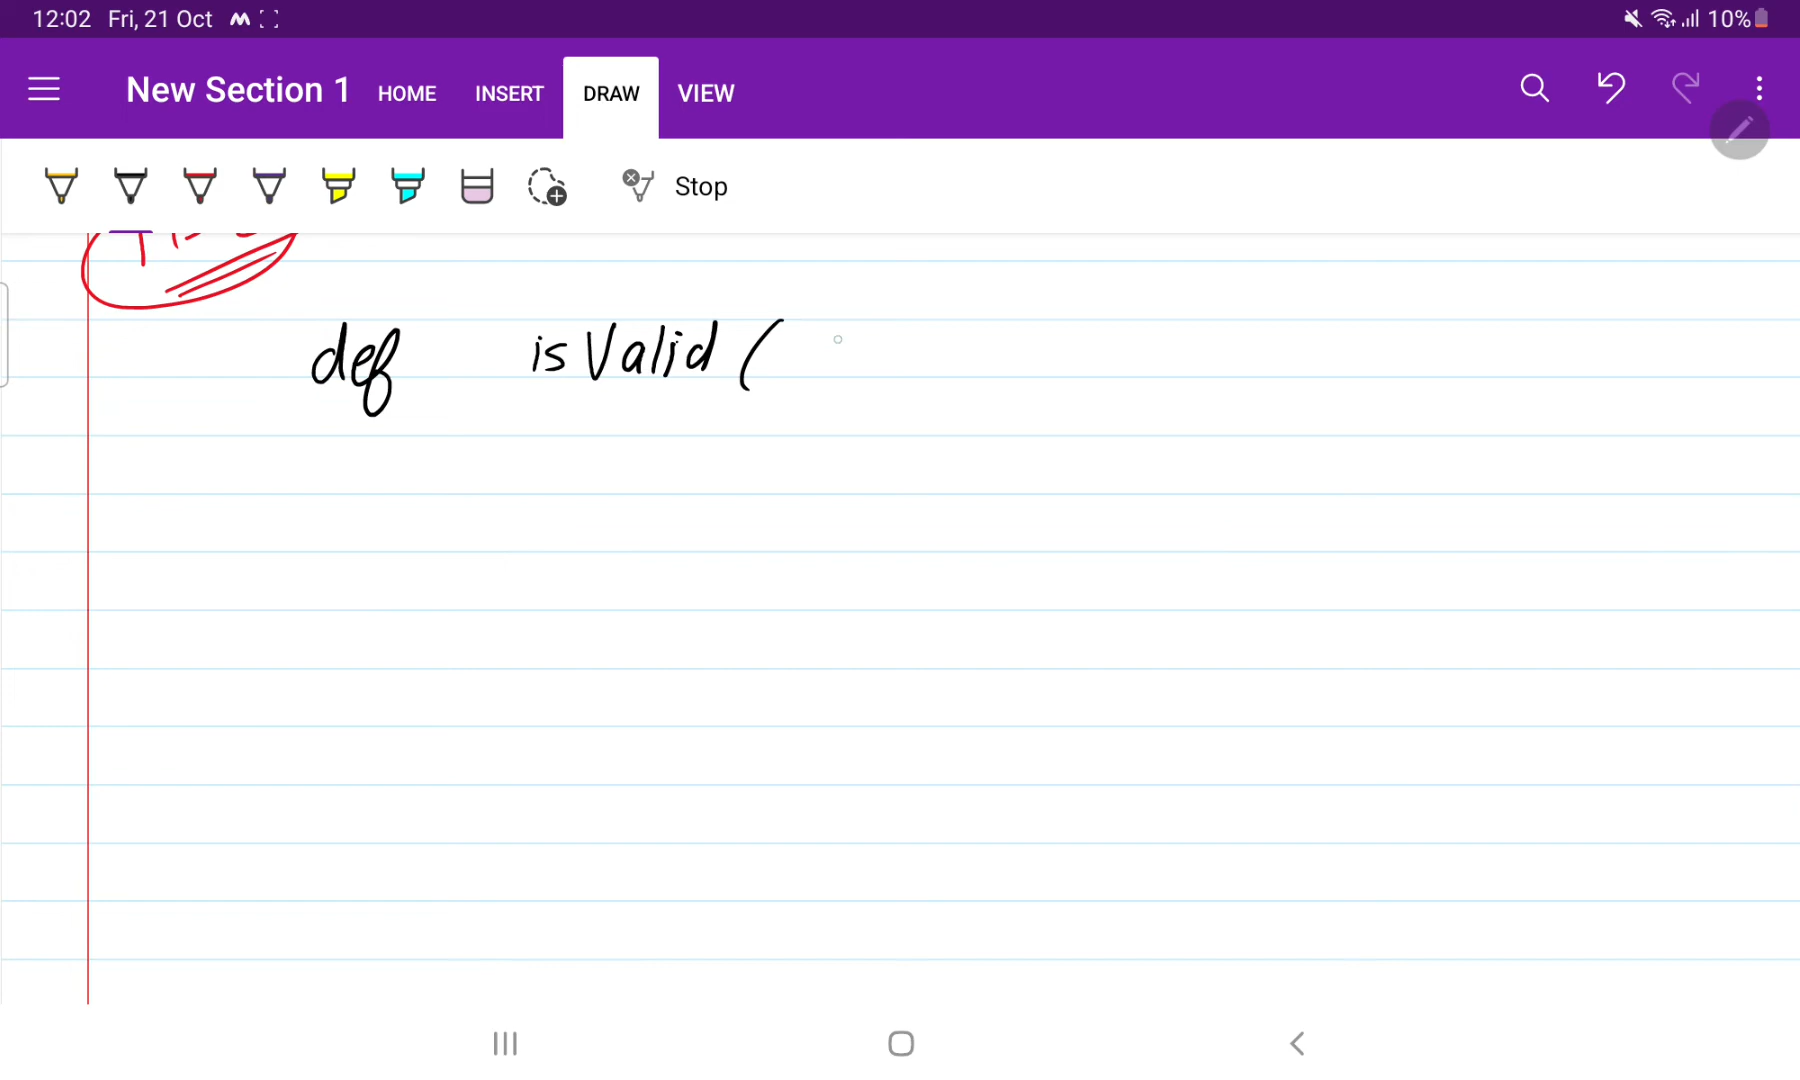 12:02 Fri, 21 Oct 10%
New Section 1 HOME INSERT DRAW VIEW
Stop
def isValid (